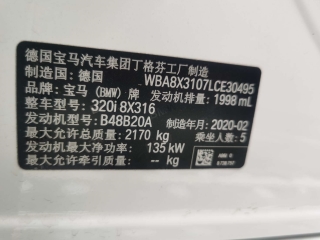 德国宝马汽车集团丁格芬工厂制造
制造国：德国 WBA8X3107LCE30495
品牌：宝马 (BMW) 牌 发动机排量：1998 mL
整车型号：320i 8X316
发动机型号：B48B20A 制造年月：2020-02
最大总质量：2170 kg 乘坐人数：5
发动机最大净功率：135 kW
最大允许牵引质量：-- kg